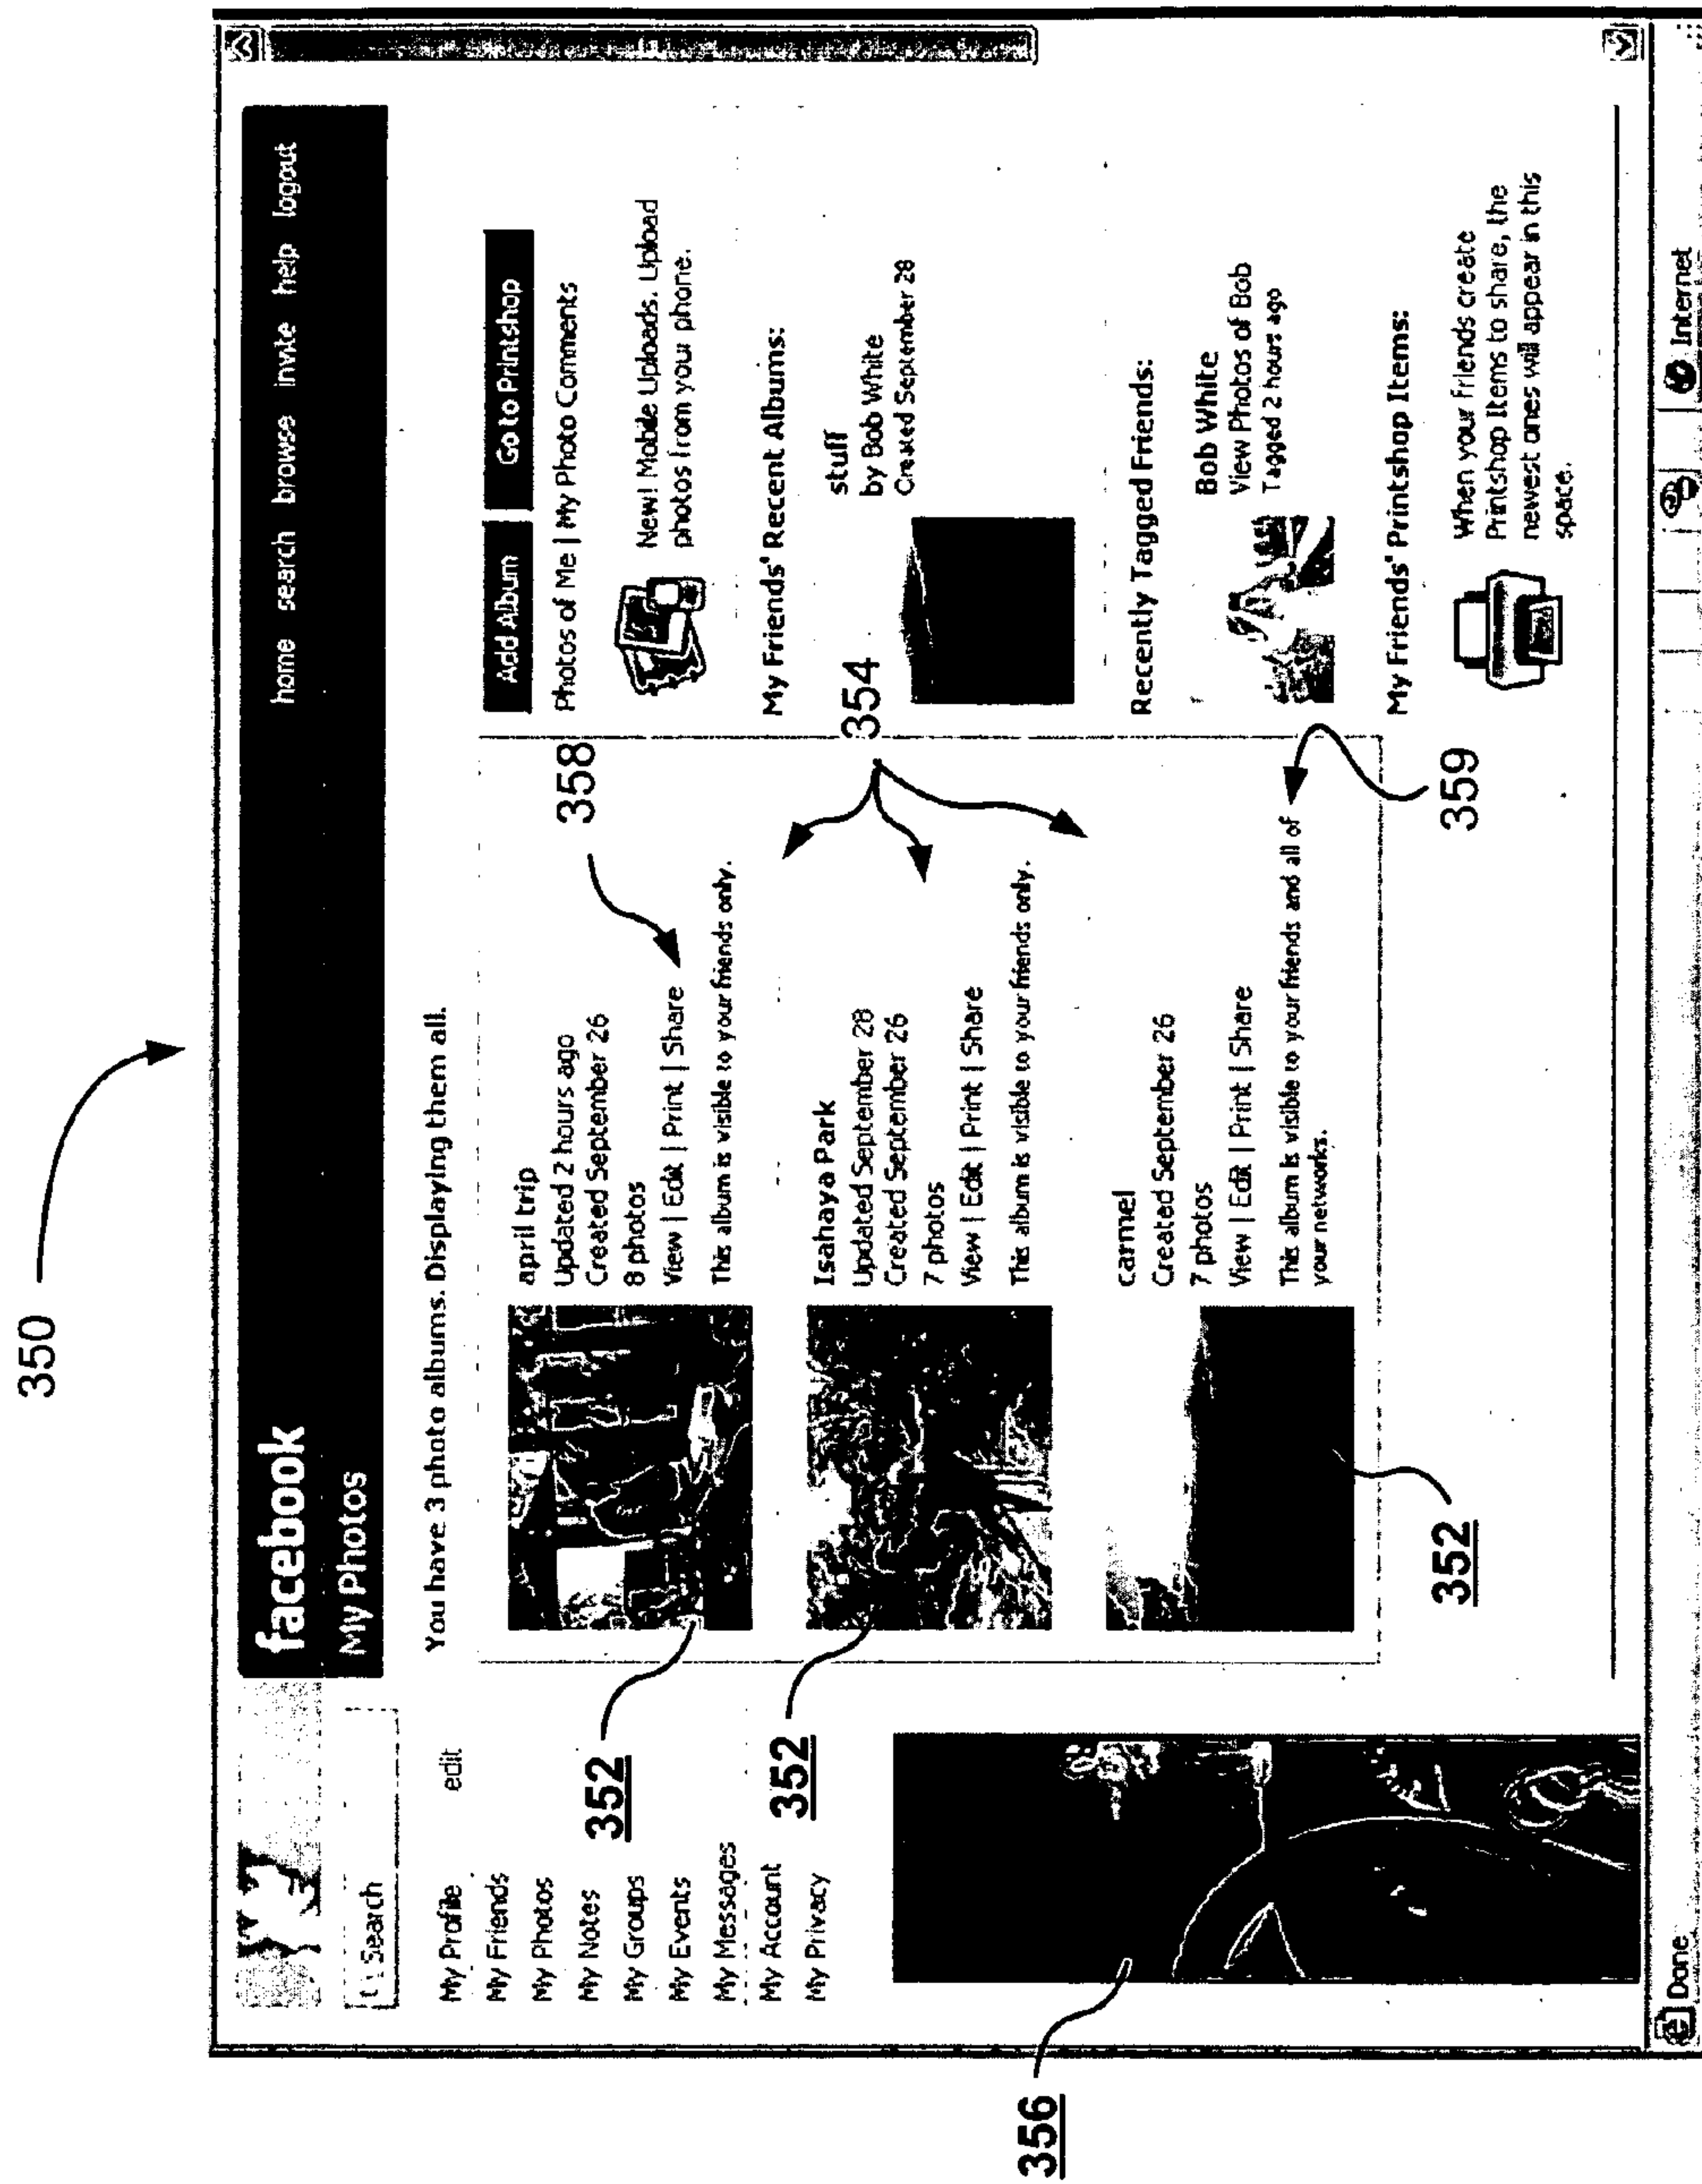 350
facebook
home search browse invite help logout
Search
My Photos
My Profile edit
My Friends
My Photos
My Notes
My Groups
My Events
My Messages
My Account
My Privacy
352
352
356
You have 3 photo albums. Displaying them all.
april trip
Updated 2 hours ago
Created September 26
8 photos
View | Edit | Print | Share
This album is visible to your friends only.
358
354
Isahaya Park
Updated September 28
Created September 26
7 photos
View | Edit | Print | Share
This album is visible to your friends only.
carmel
Created September 26
7 photos
View | Edit | Print | Share
This album is visible to your friends and all of
your networks.
352
359
Add Album Go to Printshop
Photos of Me | My Photo Comments
New! Mobile Uploads. Upload
photos from your phone.
My Friends' Recent Albums:
stuff
by Bob White
Created September 28
Recently Tagged Friends:
Bob White
View Photos of Bob
Tagged 2 hours ago
My Friends' Printshop Items:
When your friends create
Printshop Items to share, the
newest ones will appear in this
space.
Done Internet